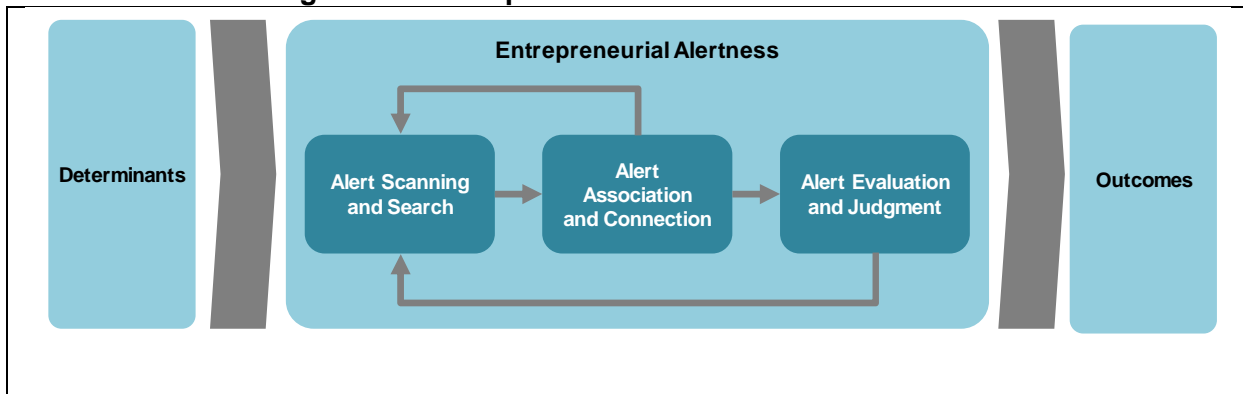 Entrepreneurial Alertness
Determinants
Alert Scanning
and Search
Alert
Association
and Connection
Alert Evaluation
and Judgment
Outcomes